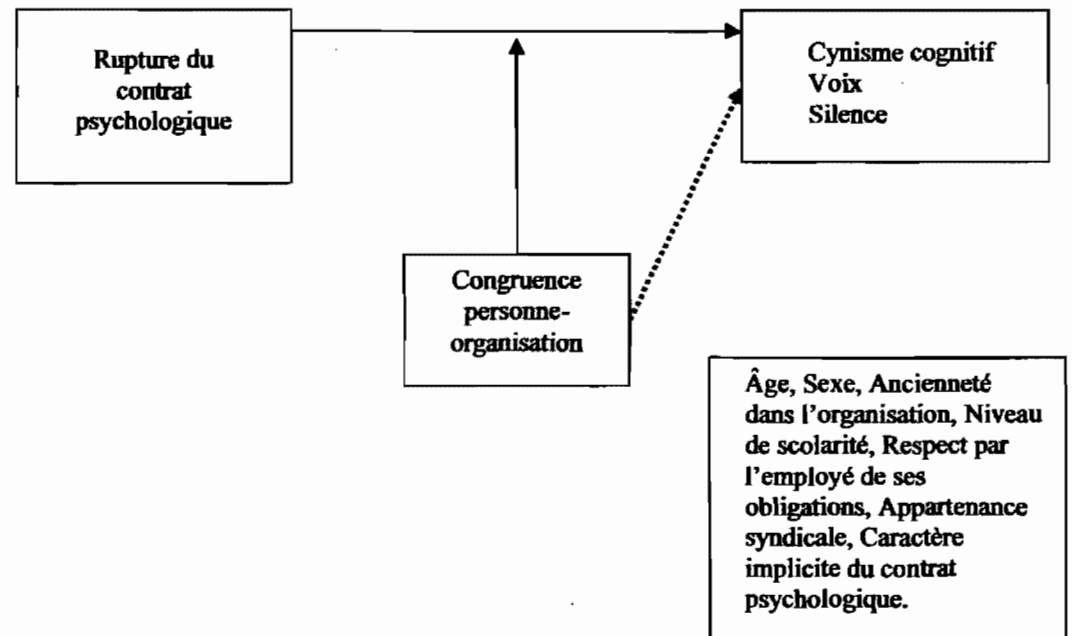 Rupture du
contrat
psychologique
Cynisme cognitif
Voix
Silence
Congruence
personne-
organisation
Âge, Sexe, Ancienneté
dans l'organisation, Niveau
de scolarité, Respect par
l'employé de ses
obligations, Appartenance
syndicale, Caractère
implicite du contrat
psychologique.